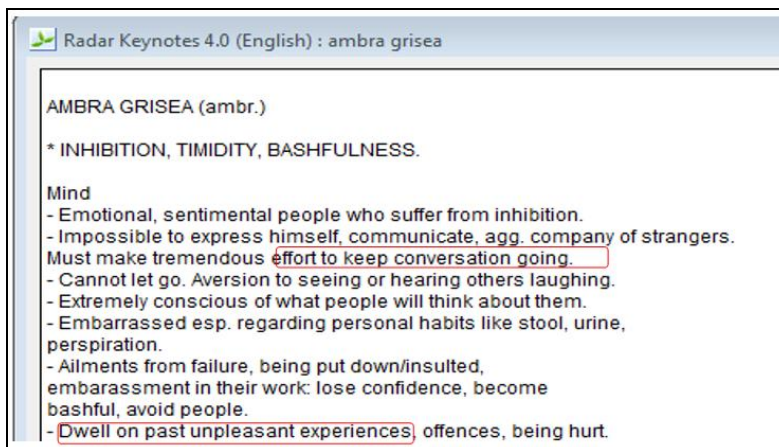 Radar Keynotes 4.0 (English) : ambra grisea
AMBRA GRISEA (ambr.)
* INHIBITION, TIMIDITY, BASHFULNESS.
Mind
- Emotional, sentimental people who suffer from inhibition.
- Impossible to express himself, communicate, agg. company of strangers.
Must make tremendous effort to keep conversation going.
- Cannot let go. Aversion to seeing or hearing others laughing.
- Extremely conscious of what people will think about them.
- Embarrassed esp. regarding personal habits like stool, urine,
perspiration.
- Ailments from failure, being put down/insulted,
embarassment in their work: lose confidence, become
bashful, avoid people.
- Dwell on past unpleasant experiences, offences, being hurt.